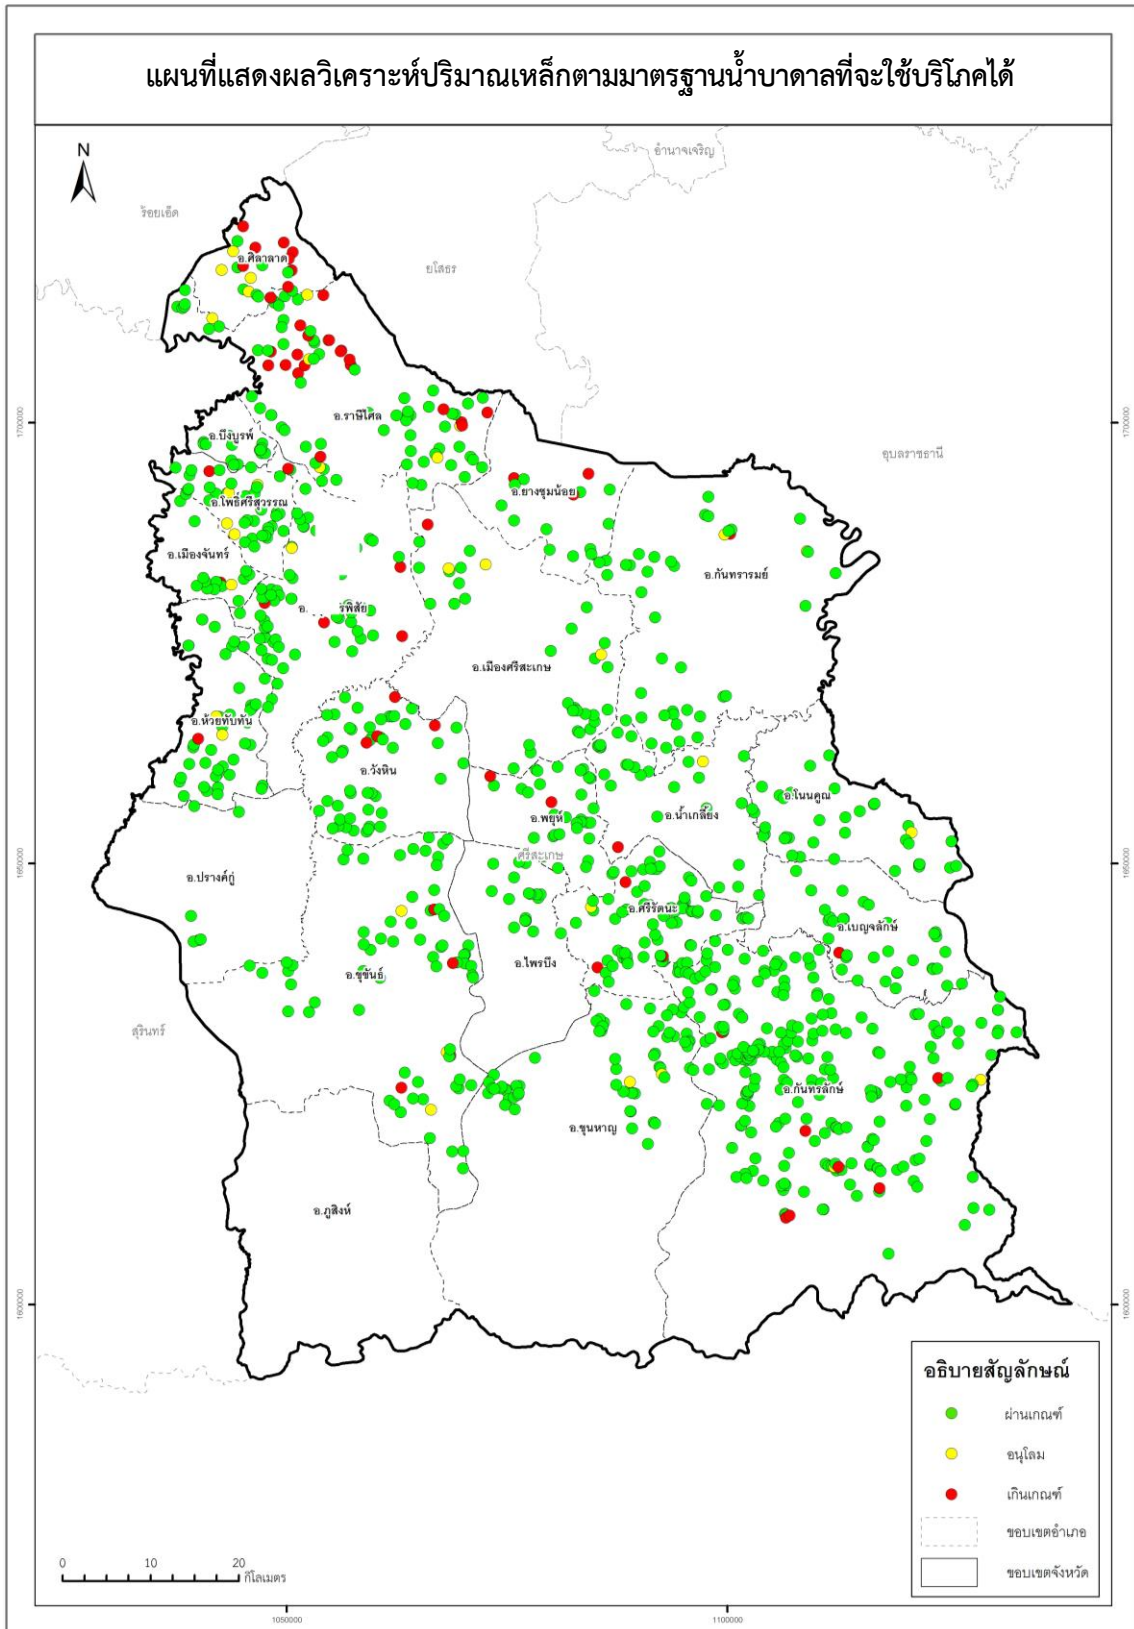 แผนที่แสดงผลวิเคราะห์ปริมาณเหล็กตามมาตรฐานน้ำบาดาลที่จะใช้บริโภคได้
N
อำนาจเจริญ
ร้อยเอ็ด
ยโสธร
อ.ศิลาลาด
1700000
อ.ราษีไศล
1700000
อ.บึงบูรพ์
อุบลราชธานี
อ.ยางชุมน้อย
อ.โพธิ์ศรีสุวรรณ
อ.เมืองจันทร์
อ.กันทรารมย์
อ.
รพิสัย
อ.เมืองศรีสะเกษ
อ.ห้วยทับทัน
อ.วังหิน
อ.โนนคูณ
อ.พยุห์
อ.น้ำเกลี้ยง
ศรีสะเกษ
1650000
1650000
อ.ปรางค์กู่
อ.ศรีรัตนะ
อ.เบญจลักษ์
อ.ไพรบึง
อ.ขุขันธ์
สุรินทร์
อ.กันทรลักษ์
อ.ขุนหาญ
อ.ภูสิงห์
1600000
1600000
อธิบายสัญลักษณ์
ผ่านเกณฑ์
อนุโลม
เกินเกณฑ์
ขอบเขตอำเภอ
ขอบเขตจังหวัด
0 10 20
กิโลเมตร
1050000
1100000